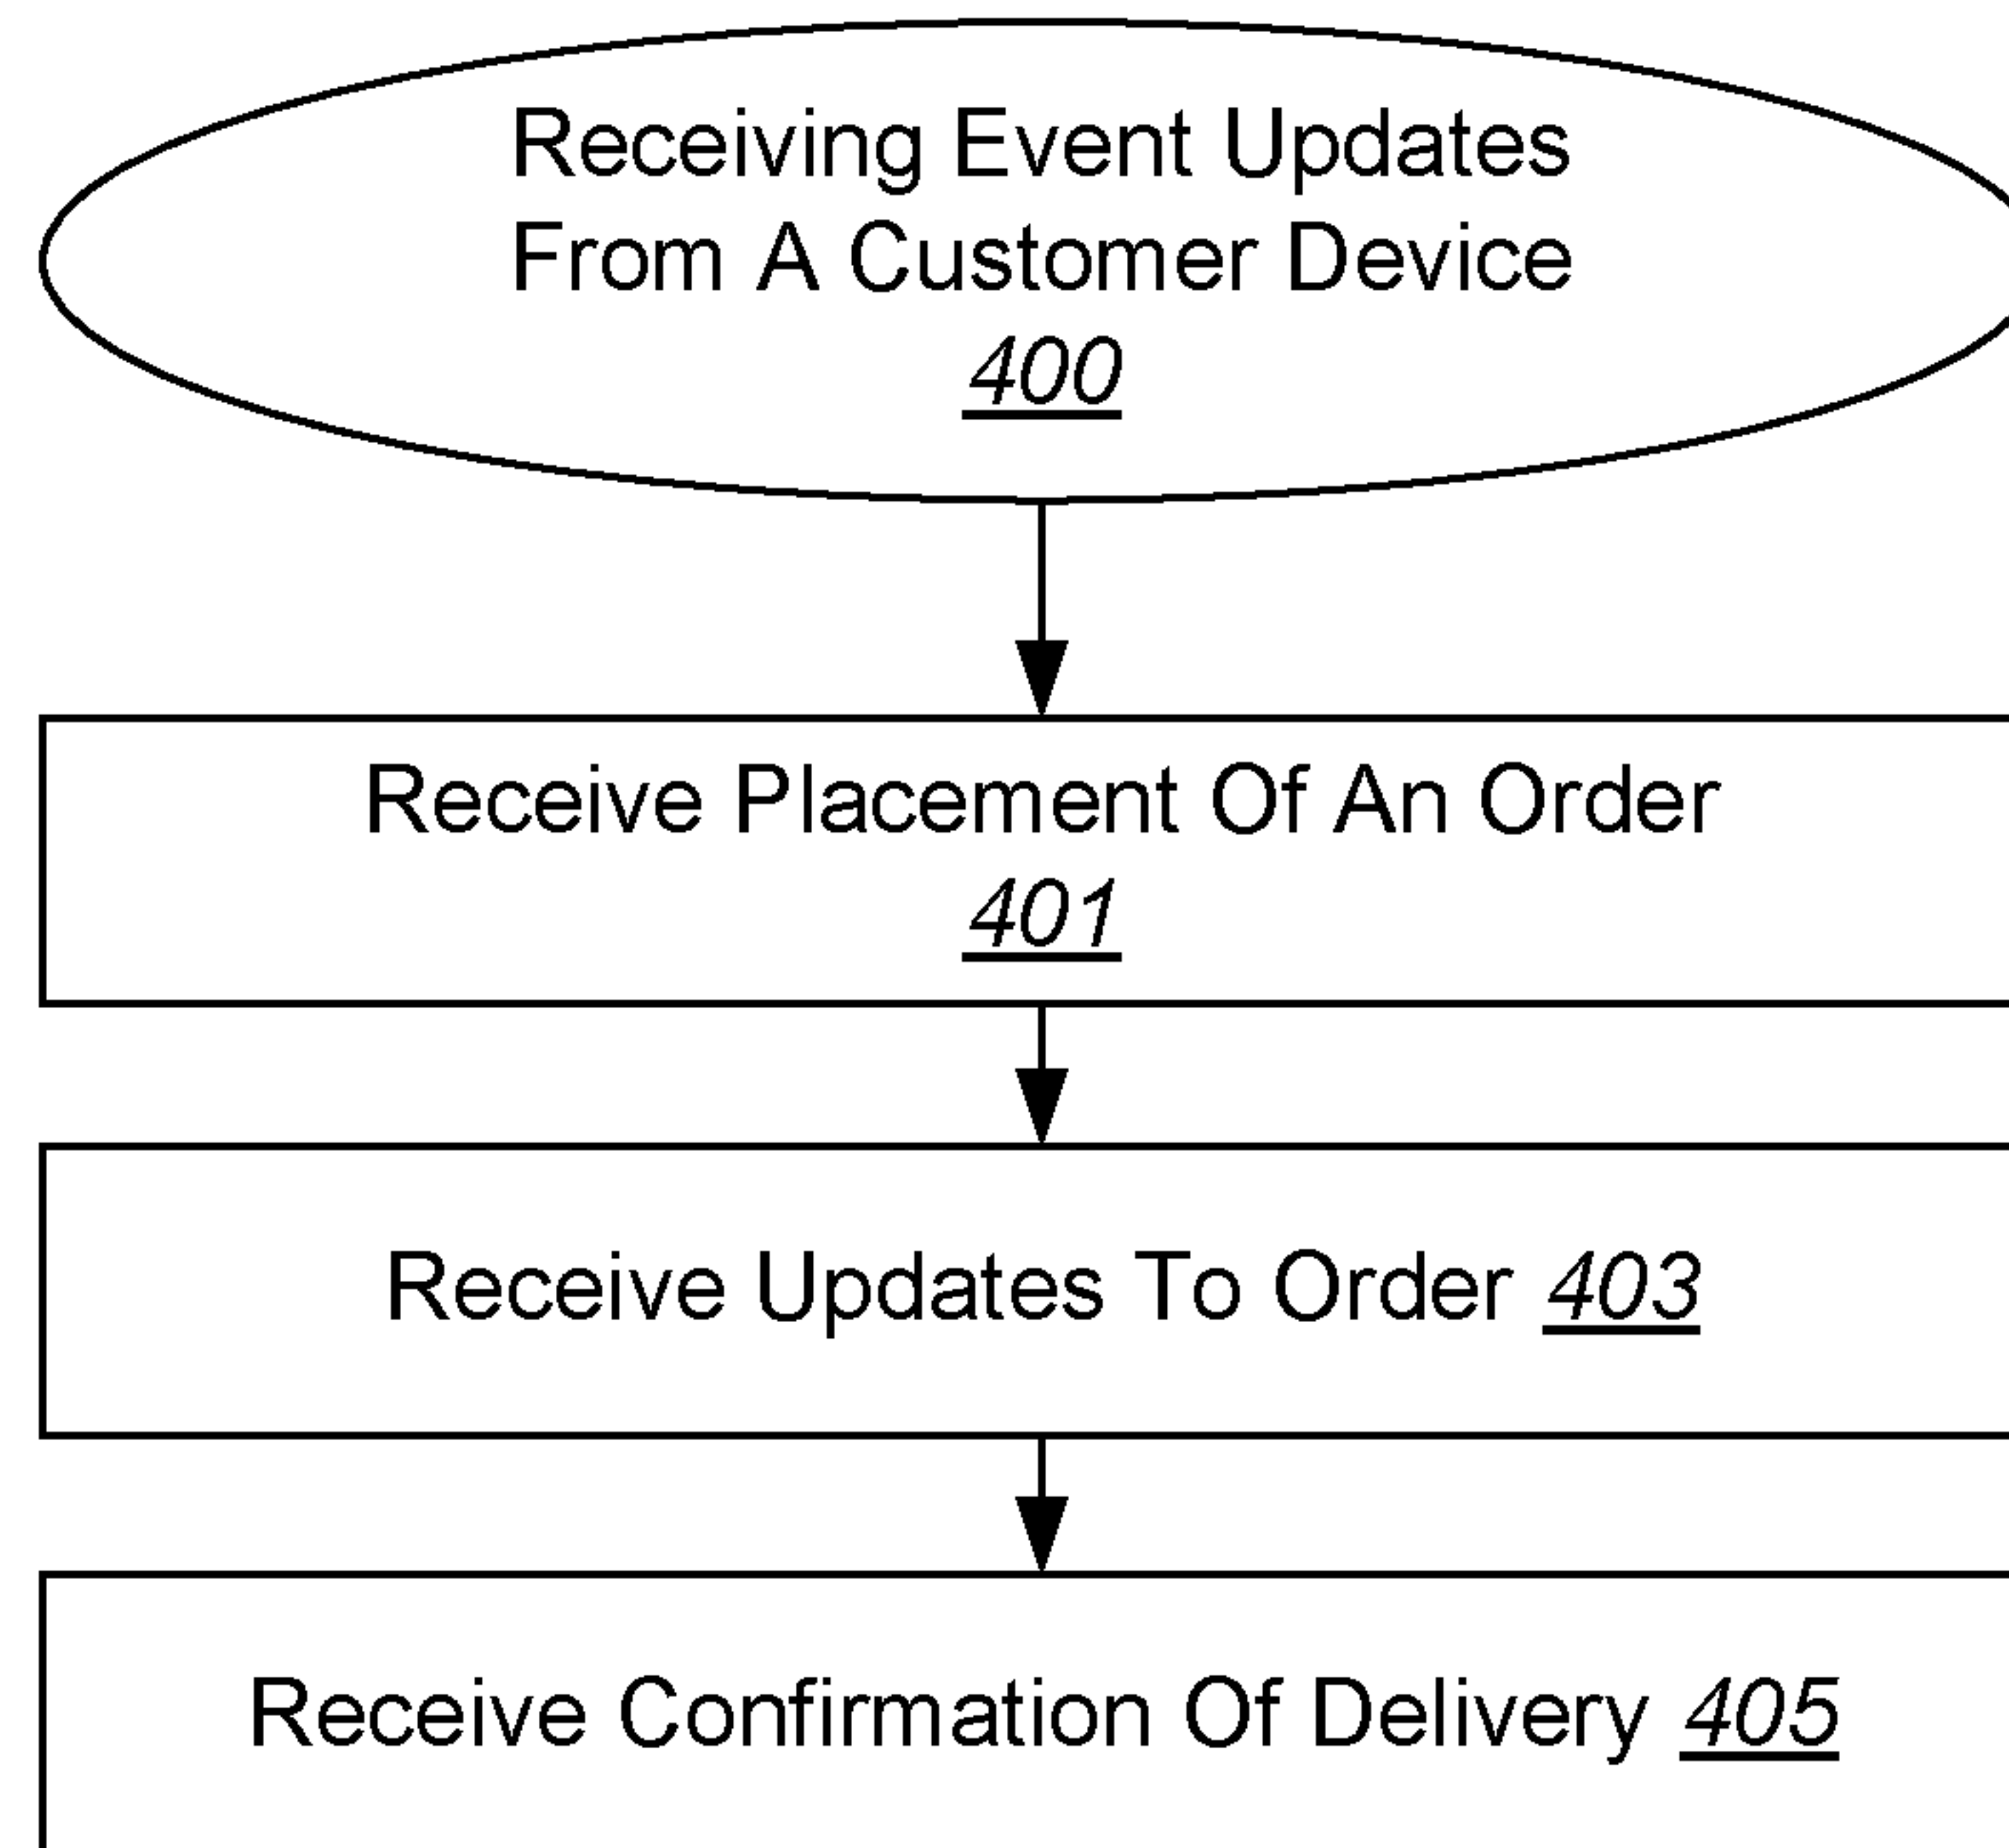 Receiving Event Updates
From A Customer Device
400
Receive Placement Of An Order
401
Receive Updates To Order 403
Receive Confirmation Of Delivery 405